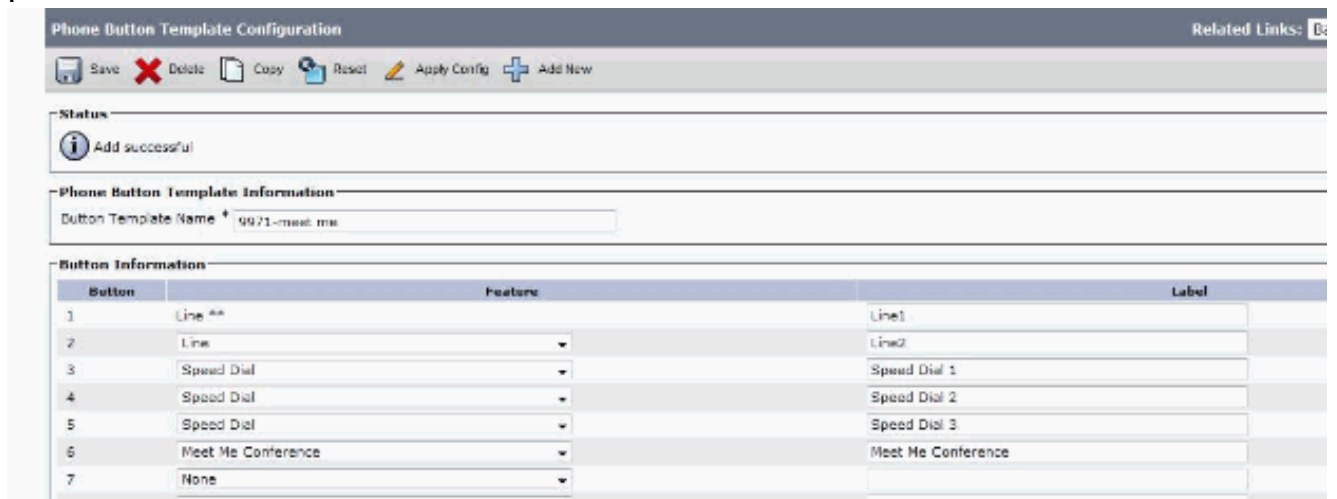 Phone Button Template Configuration Related Links: Ba
Save Delete Copy Reset Apply Config Add New
Status
Add successful
Phone Button Template Information
Button Template Name * 9971-meet me
Button Information
Button Feature Label
1 Line ** Line1
2 Line Line2
3 Speed Dial Speed Dial 1
4 Speed Dial Speed Dial 2
5 Speed Dial Speed Dial 3
6 Meet Me Conference Meet Me Conference
7 None